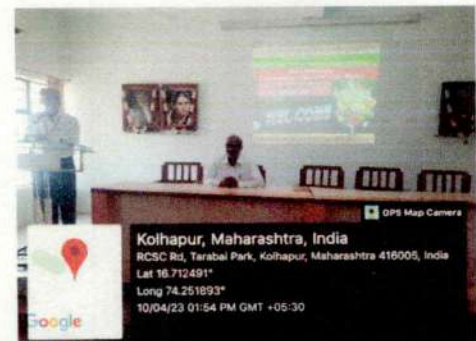 WELCOME
GPS Map Camera
Kolhapur, Maharashtra, India
RCSC Rd, Tarabai Park, Kolhapur, Maharashtra 416005, India
Lat 16.712491°
Long 74.251893°
10/04/23 01:54 PM GMT +05:30
Google